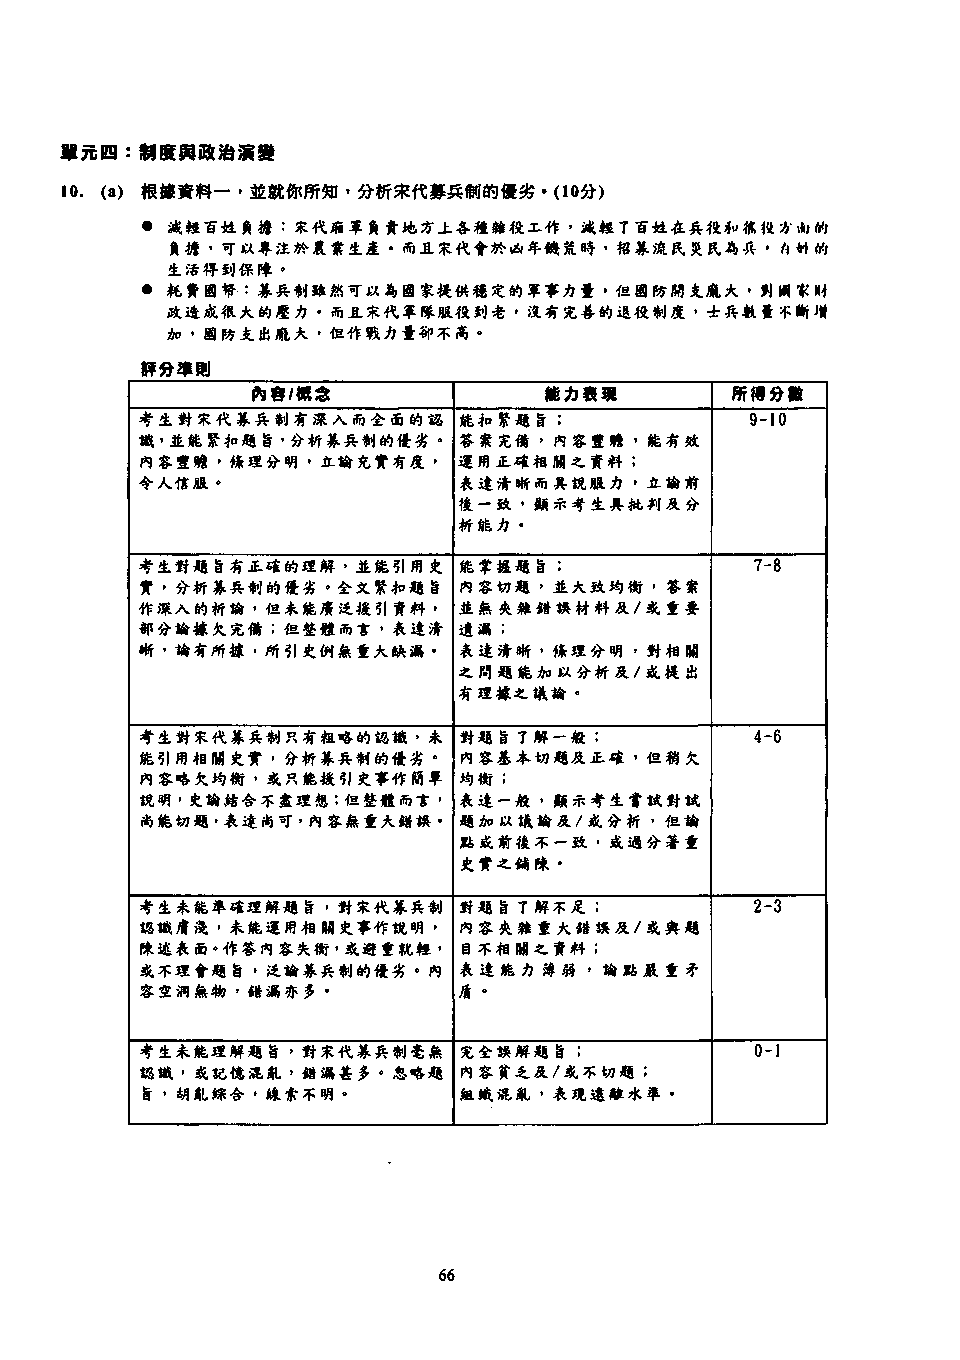 單元四：制度與政治演變
10. (a) 根據資料一，並就你所知，分析宋代募兵制的優劣。(10分)
● 減輕百姓負擔：宋代廂軍負責地方上各種雜役工作，減輕了百姓在兵役和徭役方面的
負擔，可以專注於農業生產。而且宋代會於凶年饑荒時，招募流民災民為兵，有好的
生活得到保障。
● 耗費國帑：募兵制雖然可以為國家提供穩定的軍事力量，但國防開支龐大，對國家財
政造成很大的壓力。而且宋代軍隊服役到老，沒有完善的退役制度，士兵數量不斷增
加，國防支出龐大，但作戰力量卻不高。
評分準則
內容/概念
能力表現
所得分數
考生對宋代募兵制有深入而全面的認
識，並能緊扣題旨，分析募兵制的優劣。
內容豐贍，條理分明，立論充實有度，
令人信服。
能扣緊題旨；
答案完備，內容豐贍，能有效
運用正確相關之資料；
表達清晰而具說服力，立論前
後一致，顯示考生具批判及分
析能力。
9-10
考生對題旨有正確的理解，並能引用史
實，分析募兵制的優劣。全文緊扣題旨
作深入的析論，但未能廣泛援引資料，
部分論據欠完備；但整體而言，表達清
晰，論有所據，所引史例無重大缺漏。
能掌握題旨；
內容切題，並大致均衡，答案
並無夾雜錯誤材料及/或重要
遺漏；
表達清晰，條理分明，對相關
之問題能加以分析及/或提出
有理據之議論。
7-8
考生對宋代募兵制只有粗略的認識，未
能引用相關史實，分析募兵制的優劣。
內容略欠均衡，或只能援引史事作簡單
說明，史論結合不盡理想；但整體而言，
尚能切題，表達尚可，內容無重大錯誤。
對題旨了解一般；
內容基本切題及正確，但稍欠
均衡；
表達一般，顯示考生嘗試對試
題加以議論及/或分析，但論
點或前後不一致，或過分著重
史實之鋪陳。
4-6
考生未能準確理解題旨，對宋代募兵制
認識膚淺，未能運用相關史事作說明，
陳述表面。作答內容失衡，或避重就輕，
或不理會題旨，泛論募兵制的優劣。內
容空洞無物，錯漏亦多。
對題旨了解不足；
內容夾雜重大錯誤及/或與題
目不相關之資料；
表達能力薄弱，論點嚴重矛
盾。
2-3
考生未能理解題旨，對宋代募兵制毫無
認識，或記憶混亂，錯漏甚多。忽略題
旨，胡亂綜合，線索不明。
完全誤解題旨；
內容貧乏及/或不切題；
組織混亂，表現遠離水準。
0-1
66